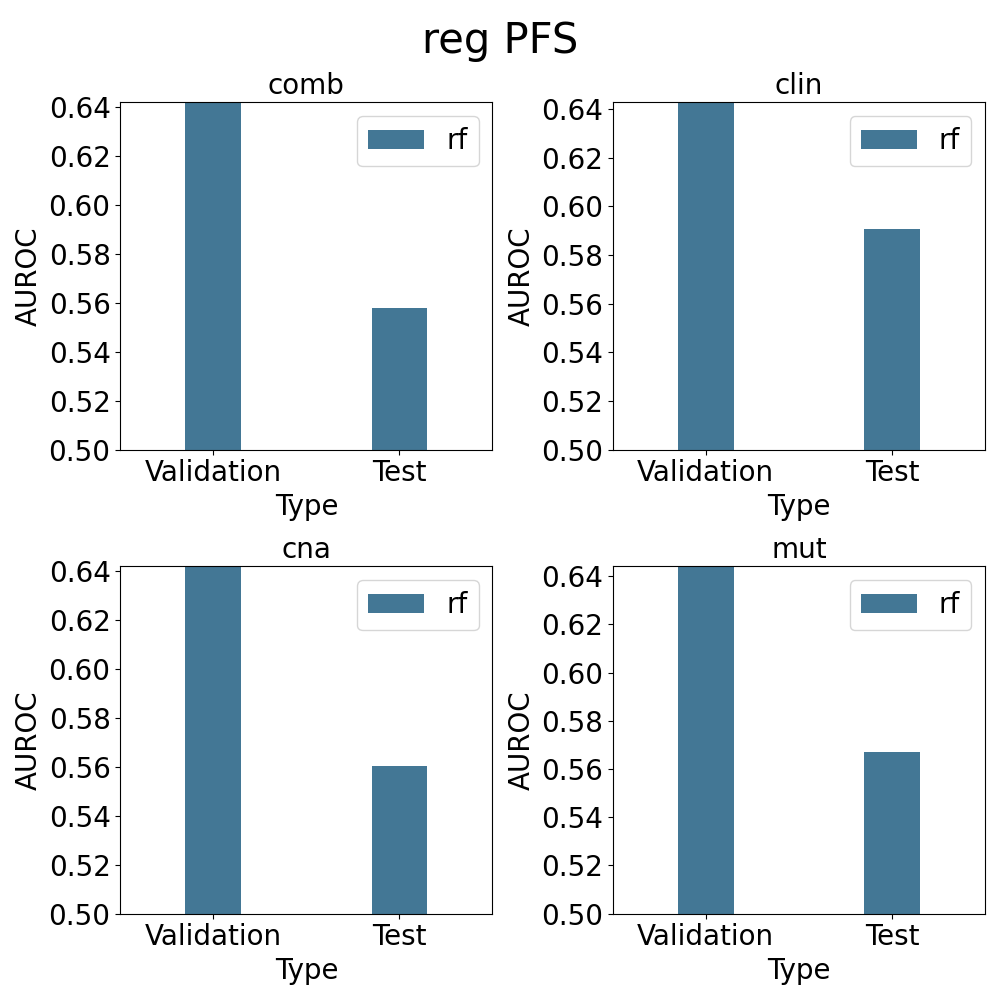 reg PFS
comb
0.64
0.62
0.60
0.58
0.56
0.54
0.52
0.50
AUROC
rf
Validation
Test
Type
clin
0.64
0.62
0.60
0.58
0.56
0.54
0.52
0.50
AUROC
rf
Validation
Test
Type
cna
0.64
0.62
0.60
0.58
0.56
0.54
0.52
0.50
AUROC
rf
Validation
Test
Type
mut
0.64
0.62
0.60
0.58
0.56
0.54
0.52
0.50
AUROC
rf
Validation
Test
Type